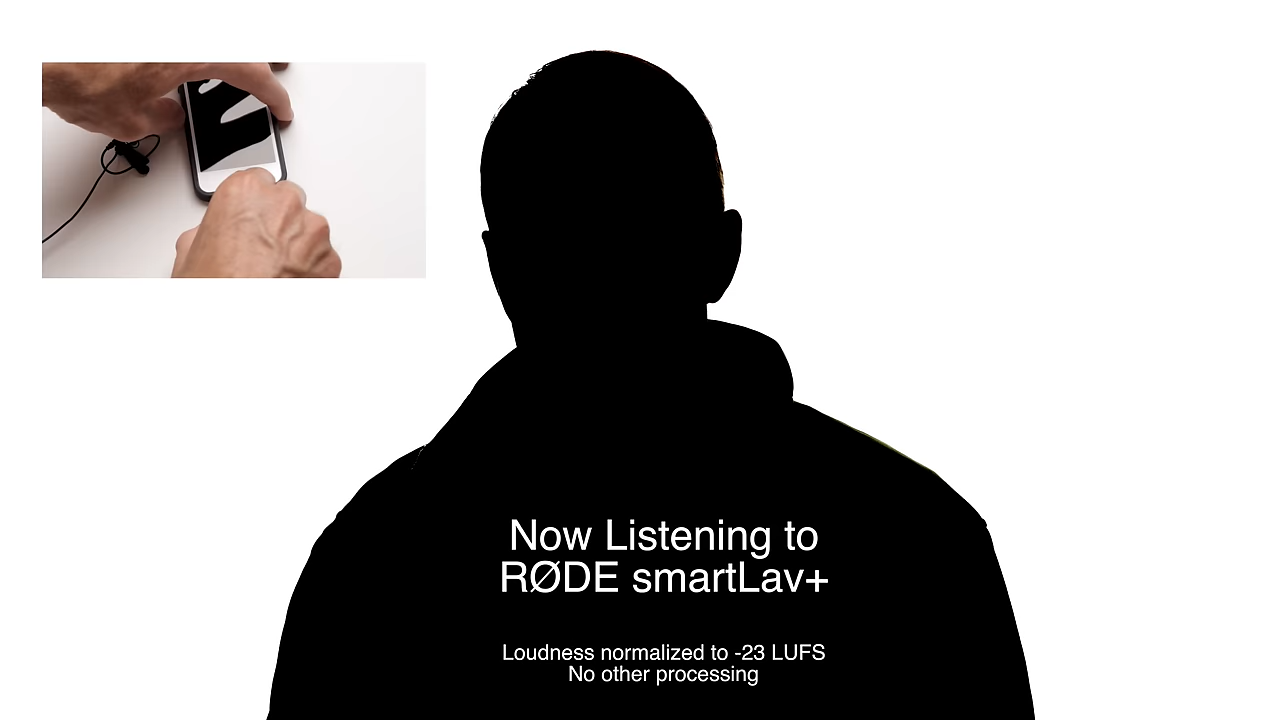 Now Listening to
RØDE smartLav+
Loudness normalized to -23 LUFS
No other processing